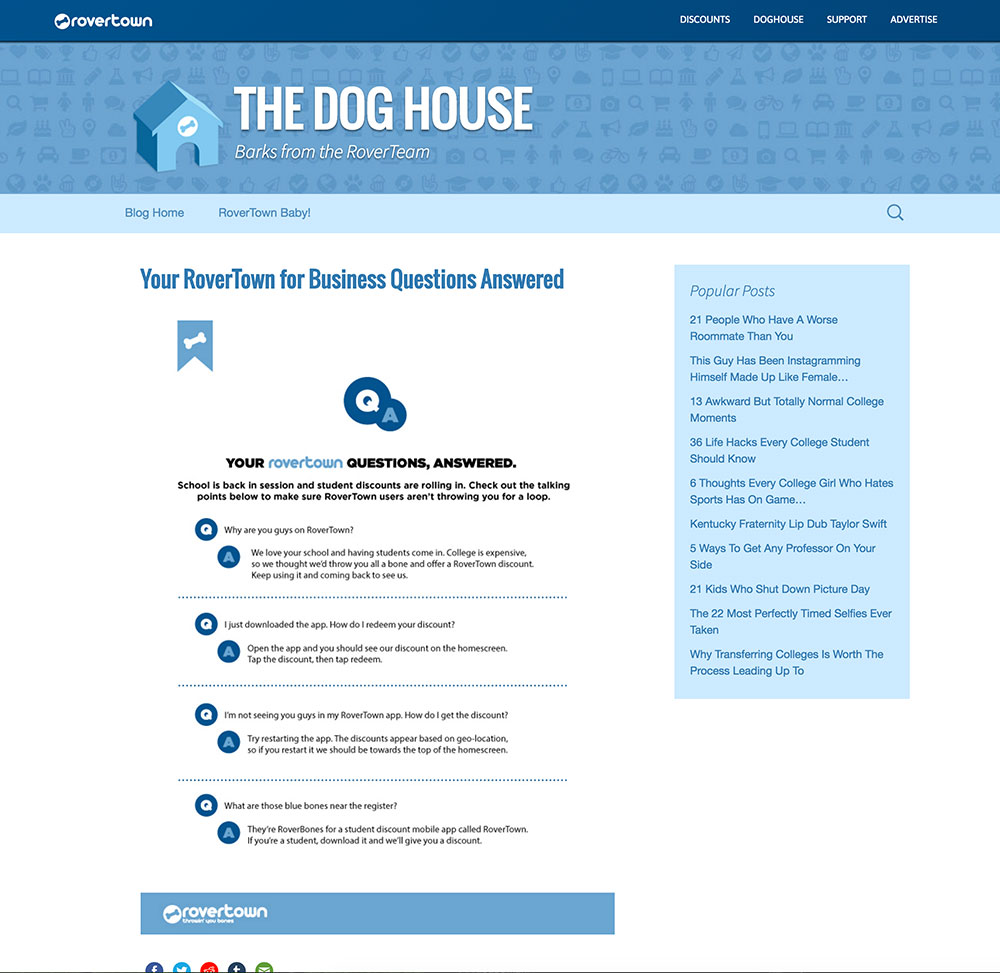 rovertown
DISCOUNTS DOGHOUSE SUPPORT ADVERTISE
THE DOG HOUSE
Barks from the RoverTeam
Blog Home RoverTown Baby!
Your RoverTown for Business Questions Answered
Q
A
YOUR rovertown QUESTIONS, ANSWERED.
School is back in session and student discounts are rolling in. Check out the talking
points below to make sure RoverTown users aren't throwing you for a loop.
Q Why are you guys on RoverTown?
A We love your school and having students come in. College is expensive,
so we thought we'd throw you all a bone and offer a RoverTown discount.
Keep using it and coming back to see us.
Q I just downloaded the app. How do I redeem your discount?
A Open the app and you should see our discount on the homescreen.
Tap the discount, then tap redeem.
Q I'm not seeing you guys in my RoverTown app. How do I get the discount?
A Try restarting the app. The discounts appear based on geo-location,
so if you restart it we should be towards the top of the homescreen.
Q What are those blue bones near the register?
A They're RoverBones for a student discount mobile app called RoverTown.
If you're a student, download it and we'll give you a discount.
rovertown
throwin' you bones
Popular Posts
21 People Who Have A Worse
Roommate Than You
This Guy Has Been Instagramming
Himself Made Up Like Female…
13 Awkward But Totally Normal College
Moments
36 Life Hacks Every College Student
Should Know
6 Thoughts Every College Girl Who Hates
Sports Has On Game…
Kentucky Fraternity Lip Dub Taylor Swift
5 Ways To Get Any Professor On Your
Side
21 Kids Who Shut Down Picture Day
The 22 Most Perfectly Timed Selfies Ever
Taken
Why Transferring Colleges Is Worth The
Process Leading Up To